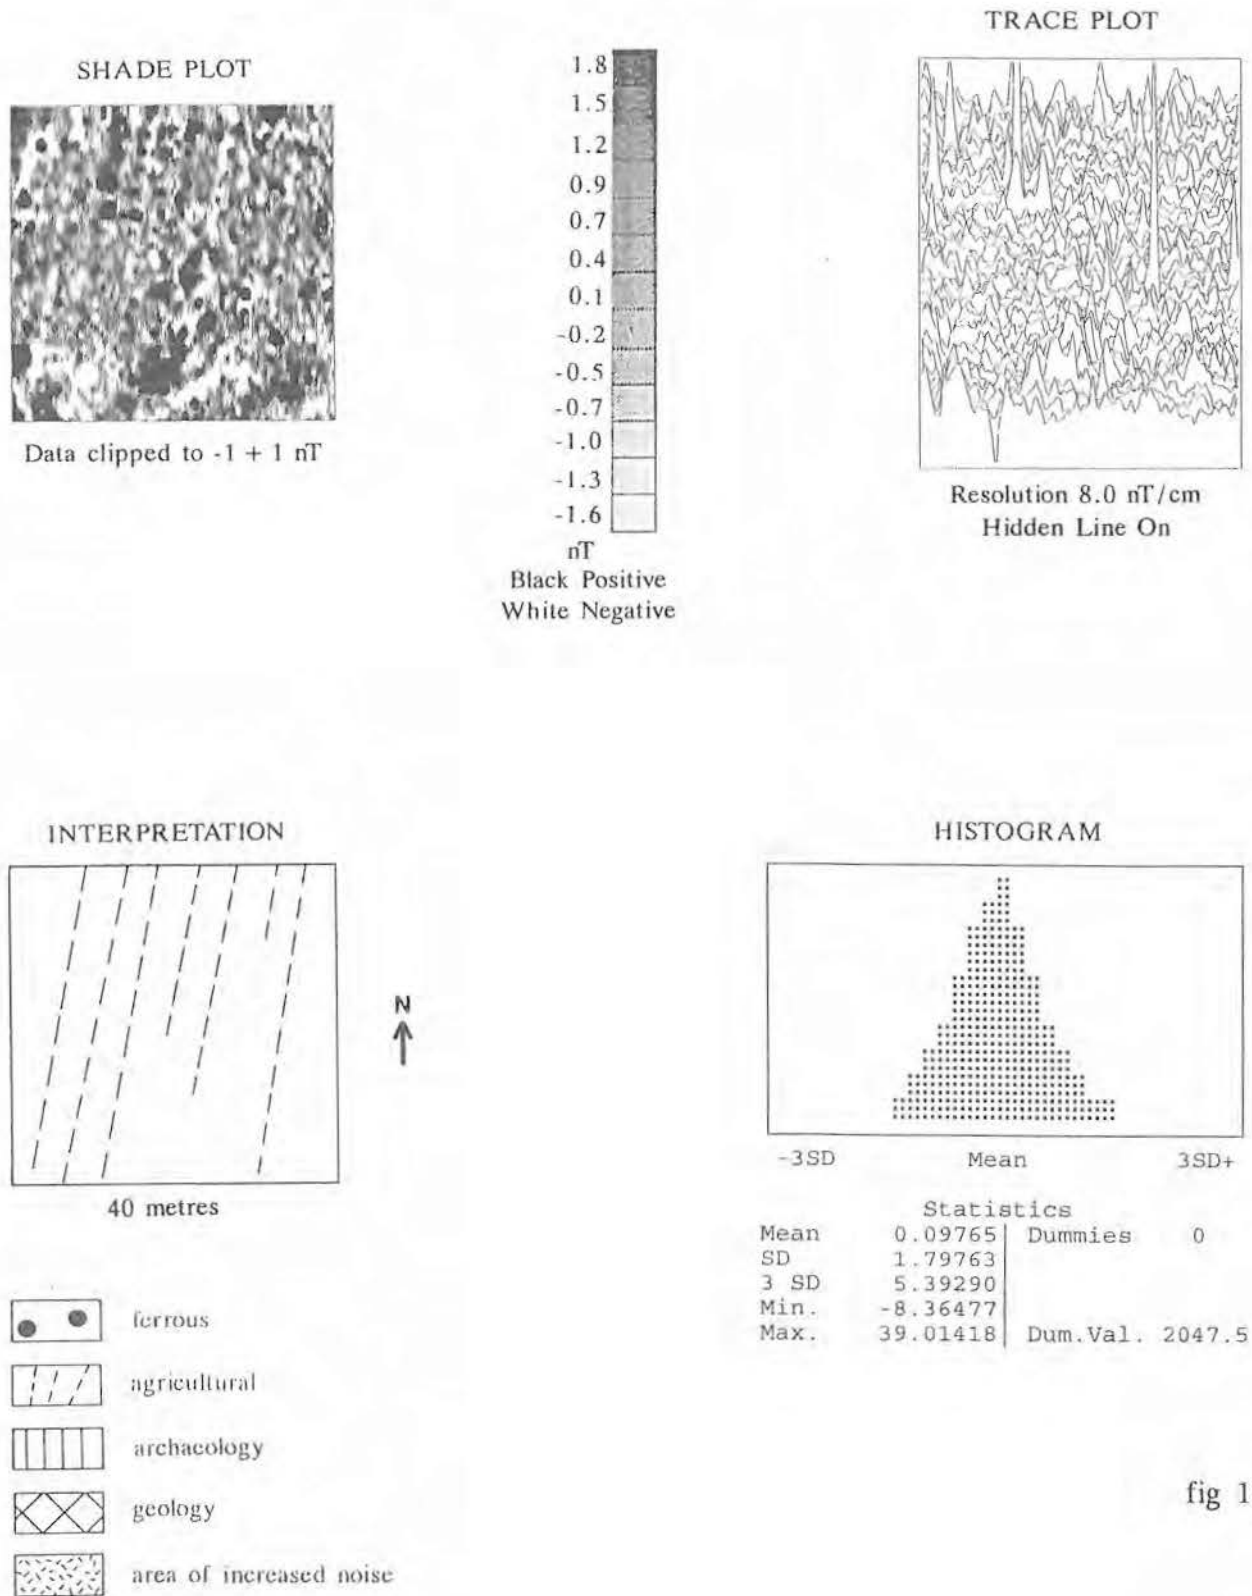 SHADE PLOT
Data clipped to -1 + 1 nT
1.8
1.5
1.2
0.9
0.7
0.4
0.1
-0.2
-0.5
-0.7
-1.0
-1.3
-1.6
nT
Black Positive
White Negative
TRACE PLOT
Resolution 8.0 nT/cm
Hidden Line On
INTERPRETATION
40 metres
N
HISTOGRAM
-3SD Mean 3SD+
Statistics
Mean 0.09765 Dummies 0
SD 1.79763
3 SD 5.39290
Min. -8.36477
Max. 39.01418 Dum.Val. 2047.5
ferrous
agricultural
archaeology
geology
area of increased noise
fig 1